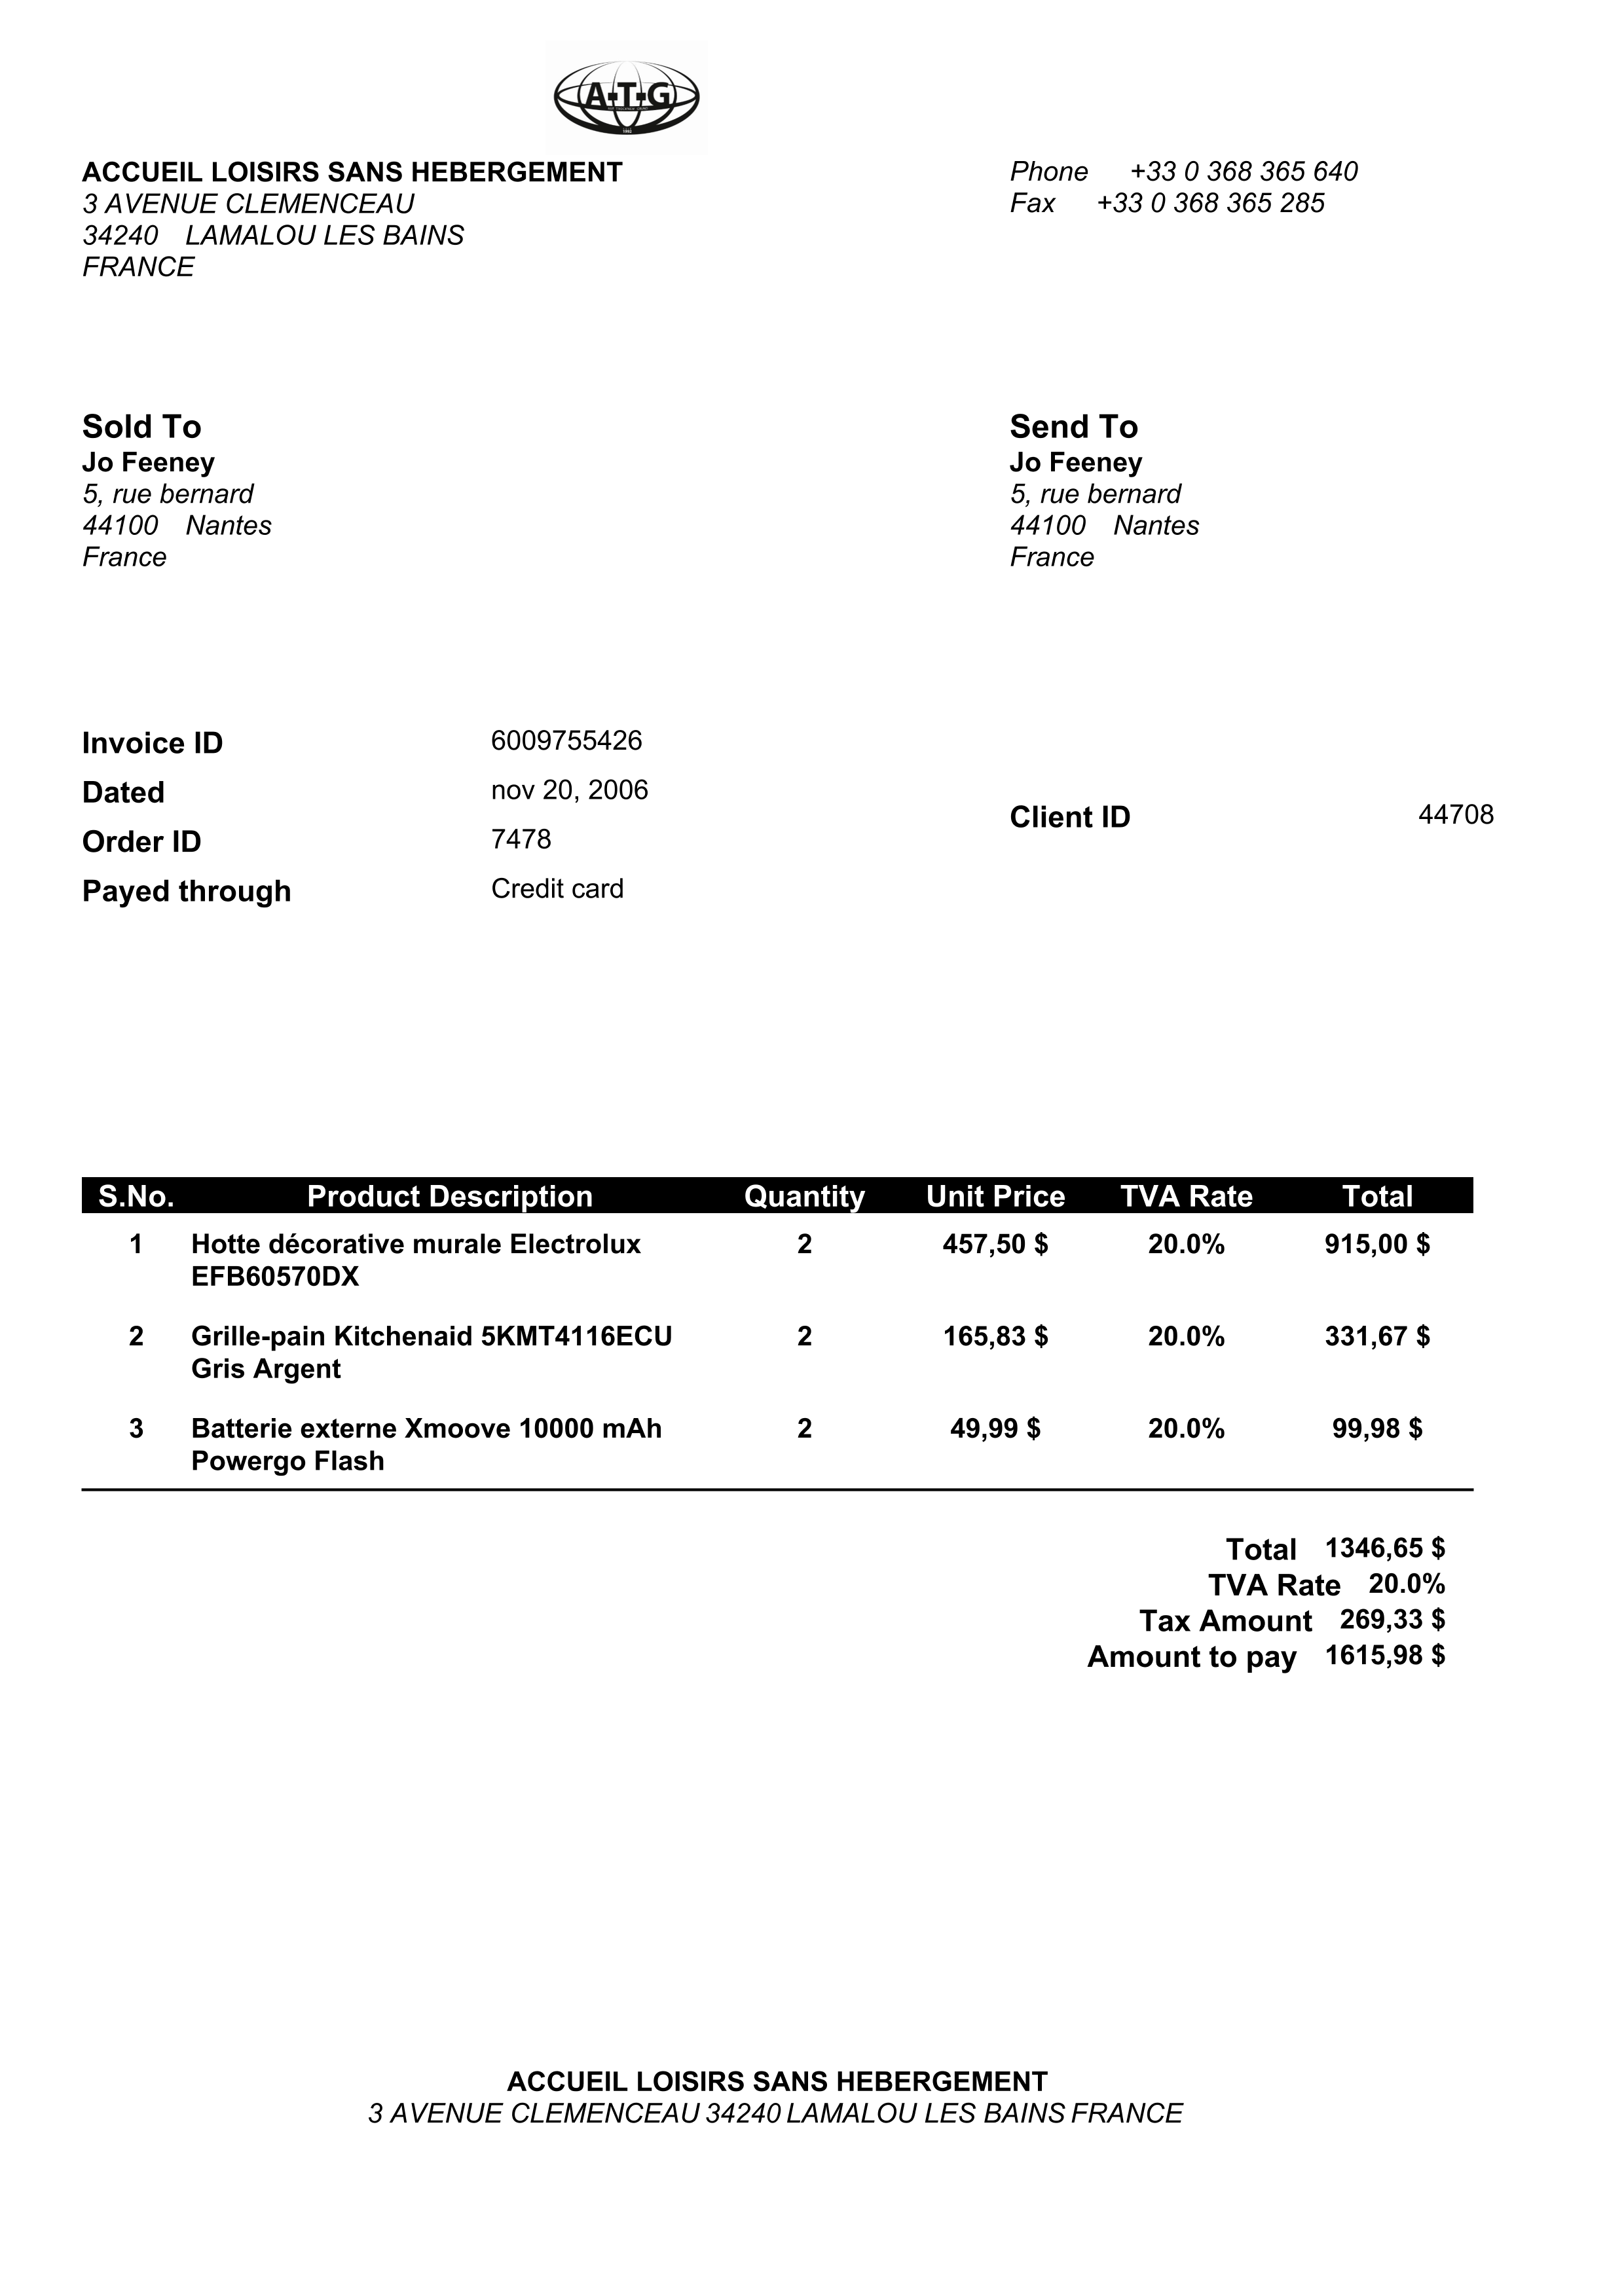 A-T-G
ACCUEIL LOISIRS SANS HEBERGEMENT
3 AVENUE CLEMENCEAU
34240 LAMALOU LES BAINS
FRANCE
Phone +33 0 368 365 640
Fax +33 0 368 365 285
Sold To
Jo Feeney
5, rue bernard
44100 Nantes
France
Send To
Jo Feeney
5, rue bernard
44100 Nantes
France
Invoice ID 6009755426
Dated nov 20, 2006
Order ID 7478
Payed through Credit card
Client ID 44708
S.No. Product Description Quantity Unit Price TVA Rate Total
1 Hotte décorative murale Electrolux 2 457,50 $ 20.0% 915,00 $
EFB60570DX
2 Grille-pain Kitchenaid 5KMT4116ECU 2 165,83 $ 20.0% 331,67 $
Gris Argent
3 Batterie externe Xmoove 10000 mAh 2 49,99 $ 20.0% 99,98 $
Powergo Flash
Total 1346,65 $
TVA Rate 20.0%
Tax Amount 269,33 $
Amount to pay 1615,98 $
ACCUEIL LOISIRS SANS HEBERGEMENT
3 AVENUE CLEMENCEAU 34240 LAMALOU LES BAINS FRANCE